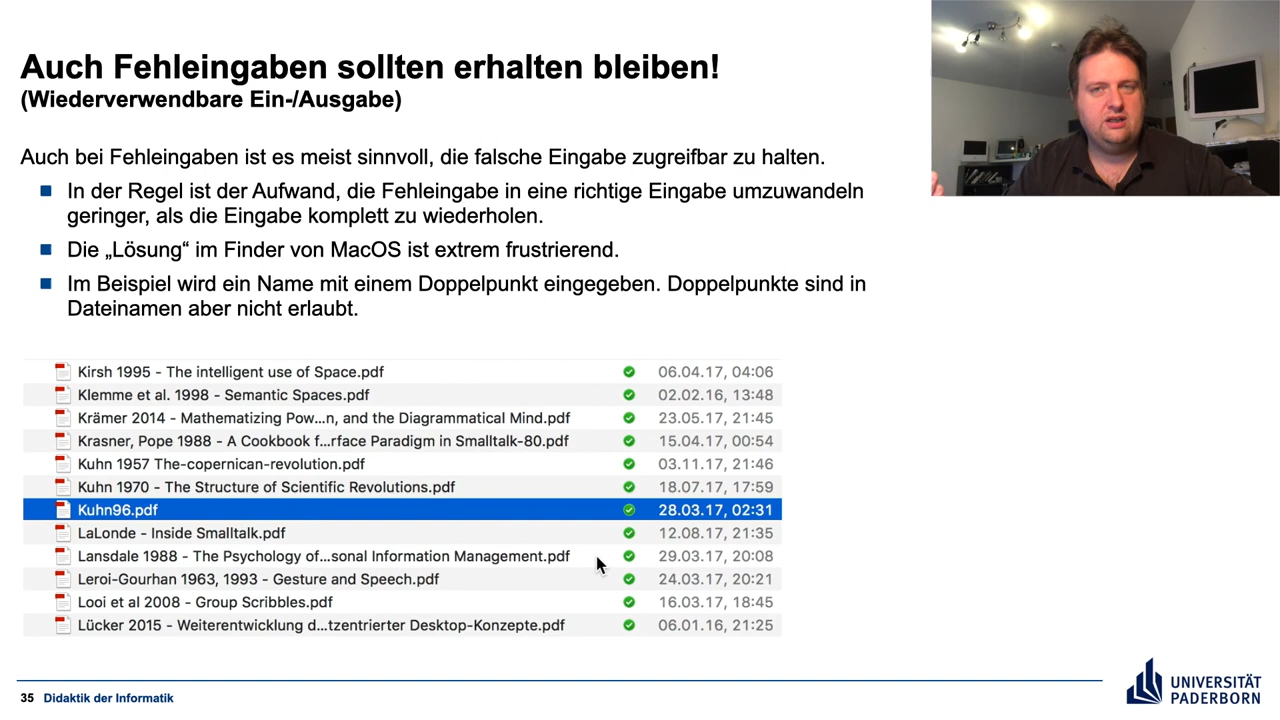 Auch Fehleingaben sollten erhalten bleiben!
(Wiederverwendbare Ein-/Ausgabe)
Auch bei Fehleingaben ist es meist sinnvoll, die falsche Eingabe zugreifbar zu halten.
In der Regel ist der Aufwand, die Fehleingabe in eine richtige Eingabe umzuwandeln
geringer, als die Eingabe komplett zu wiederholen.
Die „Lösung“ im Finder von MacOS ist extrem frustrierend.
Im Beispiel wird ein Name mit einem Doppelpunkt eingegeben. Doppelpunkte sind in
Dateinamen aber nicht erlaubt.
Kirsh 1995 - The intelligent use of Space.pdf 06.04.17, 04:06
Klemme et al. 1998 - Semantic Spaces.pdf 02.02.16, 13:48
Krämer 2014 - Mathematizing Pow...n, and the Diagrammatical Mind.pdf 23.05.17, 21:45
Krasner, Pope 1988 - A Cookbook f...rface Paradigm in Smalltalk-80.pdf 15.04.17, 00:54
Kuhn 1957 The-copernican-revolution.pdf 03.11.17, 21:46
Kuhn 1970 - The Structure of Scientific Revolutions.pdf 18.07.17, 17:59
Kuhn96.pdf 28.03.17, 02:31
LaLonde - Inside Smalltalk.pdf 12.08.17, 21:35
Lansdale 1988 - The Psychology of...sonal Information Management.pdf 29.03.17, 20:08
Leroi-Gourhan 1963, 1993 - Gesture and Speech.pdf 24.03.17, 20:21
Looi et al 2008 - Group Scribbles.pdf 16.03.17, 18:45
Lücker 2015 - Weiterentwicklung d...tzentrierter Desktop-Konzepte.pdf 06.01.16, 21:25
35 Didaktik der Informatik
UNIVERSITÄT
PADERBORN